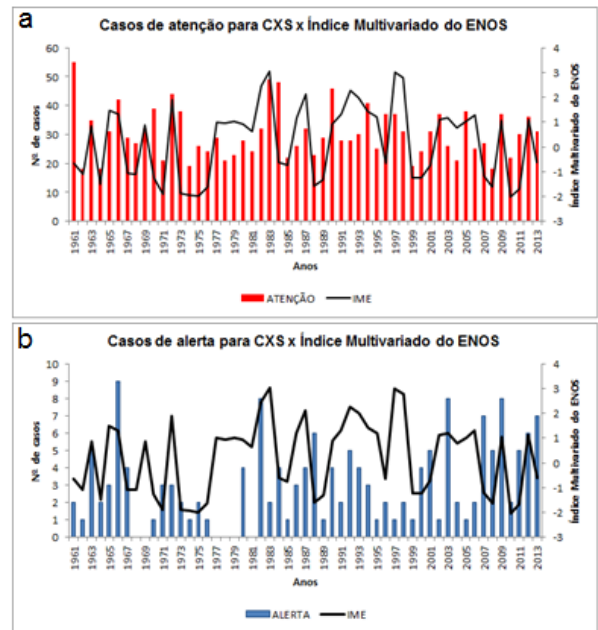 a
Casos de atenção para CXS x Índice Multivariado do ENOS
60
50
40
30
20
10
0
Nº de casos
4
3
2
1
0
-1
-2
-3
Índice Multivariado do ENOS
1961 1963 1965 1967 1969 1971 1973 1975 1977 1979 1981 1983 1985 1987 1989 1991 1993 1995 1997 1999 2001 2003 2005 2007 2009 2011 2013
Anos
ATENÇÃO IME
b
Casos de alerta para CXS x Índice Multivariado do ENOS
10
9
8
7
6
5
4
3
2
1
0
Nº de casos
4
3
2
1
0
-1
-2
-3
Índice Multivariado do ENOS
1961 1963 1965 1967 1969 1971 1973 1975 1977 1979 1981 1983 1985 1987 1989 1991 1993 1995 1997 1999 2001 2003 2005 2007 2009 2011 2013
Anos
ALERTA IME